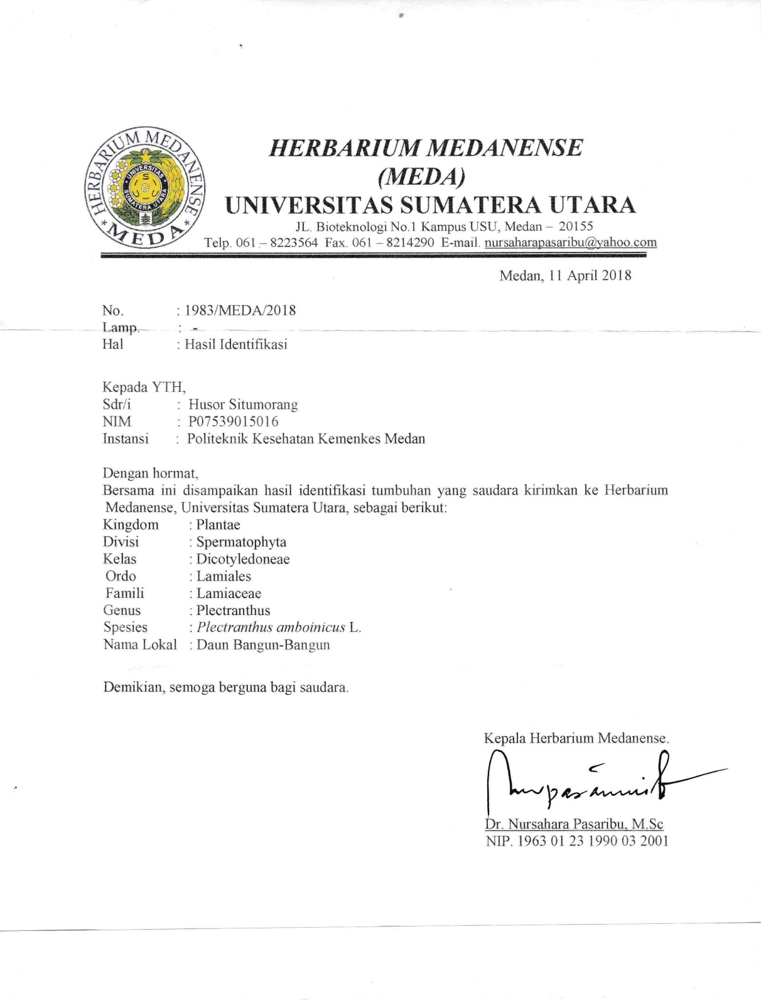 HERBARIUM MEDANENSE
* MEDA *
UNIVERSITAS
SUMATERA UTARA
HERBARIUM MEDANENSE
(MEDA)
UNIVERSITAS SUMATERA UTARA
JL. Bioteknologi No.1 Kampus USU, Medan – 20155
Telp. 061 – 8223564 Fax. 061 – 8214290 E-mail. nursaharapasaribu@yahoo.com
Medan, 11 April 2018
No. : 1983/MEDA/2018
Lamp. : -
Hal : Hasil Identifikasi
Kepada YTH,
Sdr/i : Husor Situmorang
NIM : P07539015016
Instansi : Politeknik Kesehatan Kemenkes Medan
Dengan hormat,
Bersama ini disampaikan hasil identifikasi tumbuhan yang saudara kirimkan ke Herbarium
Medanense, Universitas Sumatera Utara, sebagai berikut:
Kingdom : Plantae
Divisi : Spermatophyta
Kelas : Dicotyledoneae
Ordo : Lamiales
Famili : Lamiaceae
Genus : Plectranthus
Spesies : Plectranthus amboinicus L.
Nama Lokal : Daun Bangun-Bangun
Demikian, semoga berguna bagi saudara.
Kepala Herbarium Medanense.
Dr. Nursahara Pasaribu, M.Sc
NIP. 1963 01 23 1990 03 2001